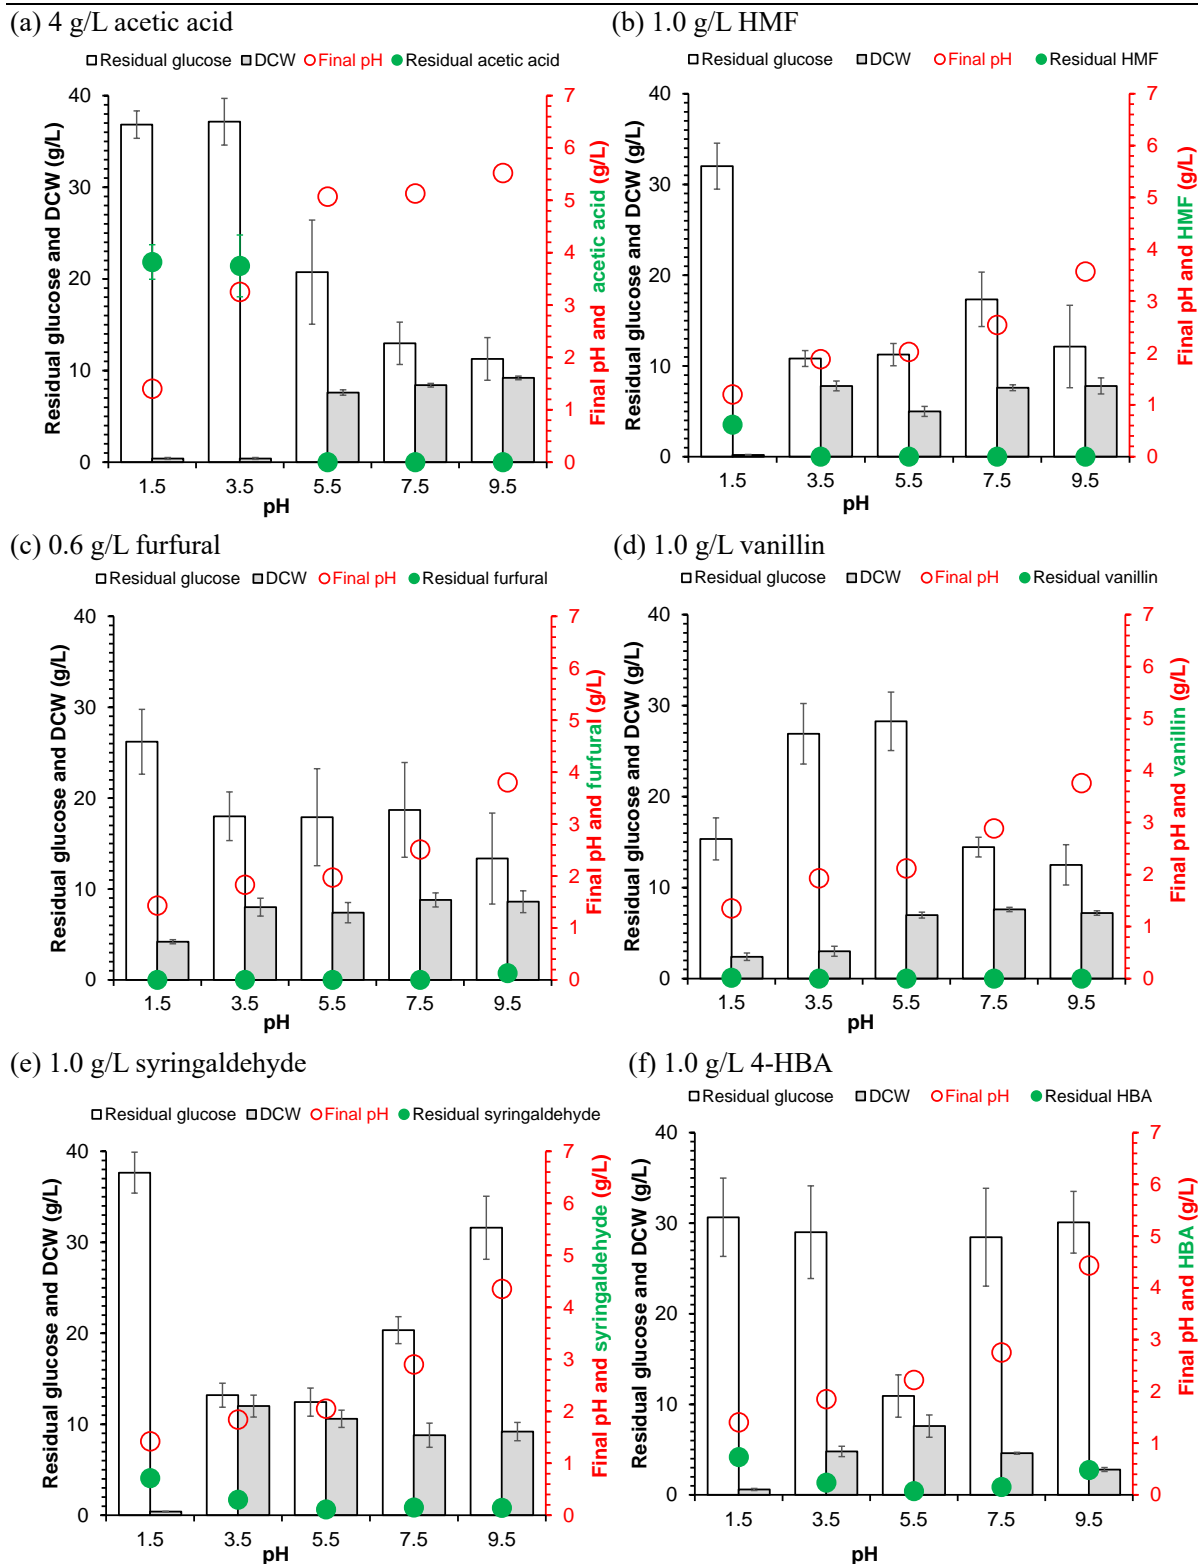 (a) 4 g/L acetic acid
Residual glucose DCW Final pH Residual acetic acid
Residual glucose and DCW (g/L)
40
30
20
10
0
7
6
5
4
3
2
1
0
Final pH and acetic acid (g/L)
1.5 3.5 5.5 7.5 9.5
pH
(b) 1.0 g/L HMF
Residual glucose DCW Final pH Residual HMF
Residual glucose and DCW (g/L)
40
30
20
10
0
7
6
5
4
3
2
1
0
Final pH and HMF (g/L)
1.5 3.5 5.5 7.5 9.5
pH
(c) 0.6 g/L furfural
Residual glucose DCW Final pH Residual furfural
Residual glucose and DCW (g/L)
40
30
20
10
0
7
6
5
4
3
2
1
0
Final pH and furfural (g/L)
1.5 3.5 5.5 7.5 9.5
pH
(d) 1.0 g/L vanillin
Residual glucose DCW Final pH Residual vanillin
Residual glucose and DCW (g/L)
40
30
20
10
0
7
6
5
4
3
2
1
0
Final pH and vanillin (g/L)
1.5 3.5 5.5 7.5 9.5
pH
(e) 1.0 g/L syringaldehyde
Residual glucose DCW Final pH Residual syringaldehyde
Residual glucose and DCW (g/L)
40
30
20
10
0
7
6
5
4
3
2
1
0
Final pH and syringaldehyde (g/L)
1.5 3.5 5.5 7.5 9.5
pH
(f) 1.0 g/L 4-HBA
Residual glucose DCW Final pH Residual HBA
Residual glucose and DCW (g/L)
40
30
20
10
0
7
6
5
4
3
2
1
0
Final pH and HBA (g/L)
1.5 3.5 5.5 7.5 9.5
pH